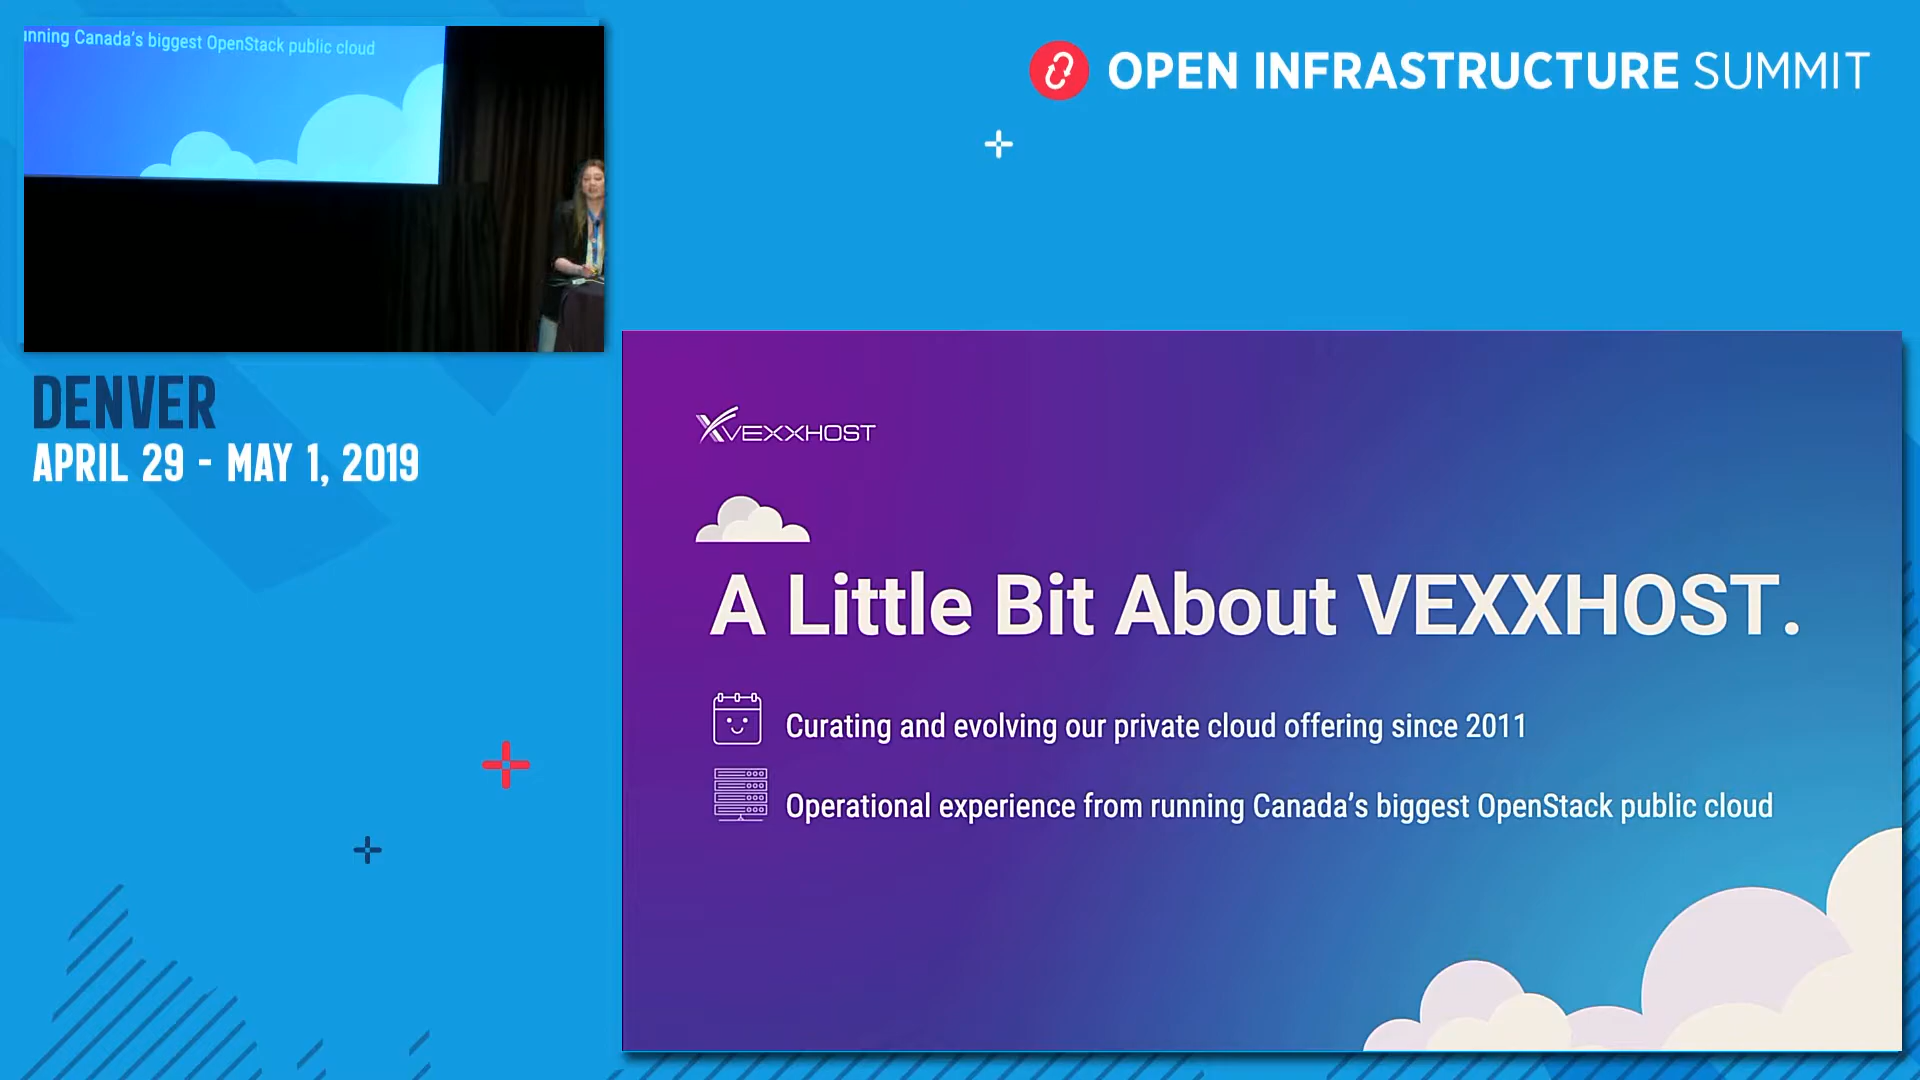 unning Canada's biggest OpenStack public cloud
OPEN INFRASTRUCTURE SUMMIT
DENVER
APRIL 29 - MAY 1, 2019
VEXXHOST
A Little Bit About VEXXHOST.
Curating and evolving our private cloud offering since 2011
Operational experience from running Canada's biggest OpenStack public cloud